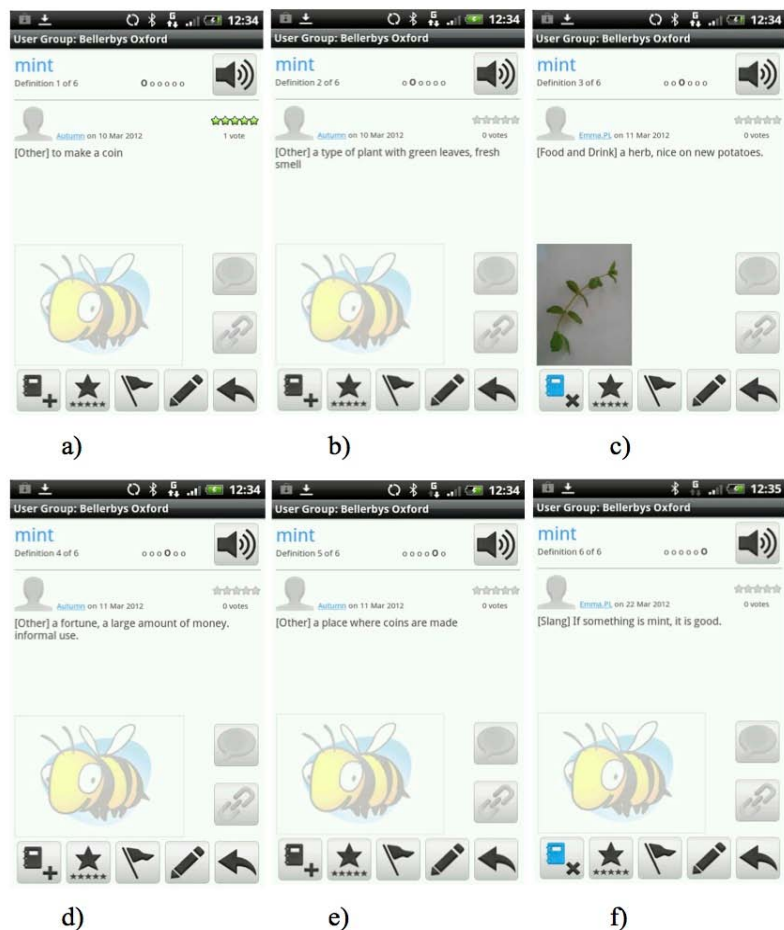 12:34
User Group: Bellerbys Oxford
mint
Definition 1 of 6
Autumn on 10 Mar 2012
1 vote
[Other] to make a coin
a)
12:34
User Group: Bellerbys Oxford
mint
Definition 2 of 6
Autumn on 10 Mar 2012
0 votes
[Other] a type of plant with green leaves, fresh
smell
b)
12:34
User Group: Bellerbys Oxford
mint
Definition 3 of 6
Emma.PL on 11 Mar 2012
0 votes
[Food and Drink] a herb, nice on new potatoes.
c)
12:34
User Group: Bellerbys Oxford
mint
Definition 4 of 6
Autumn on 11 Mar 2012
0 votes
[Other] a fortune, a large amount of money.
informal use.
d)
12:34
User Group: Bellerbys Oxford
mint
Definition 5 of 6
Autumn on 11 Mar 2012
0 votes
[Other] a place where coins are made
e)
12:35
User Group: Bellerbys Oxford
mint
Definition 6 of 6
Emma.PL on 22 Mar 2012
0 votes
[Slang] If something is mint, it is good.
f)